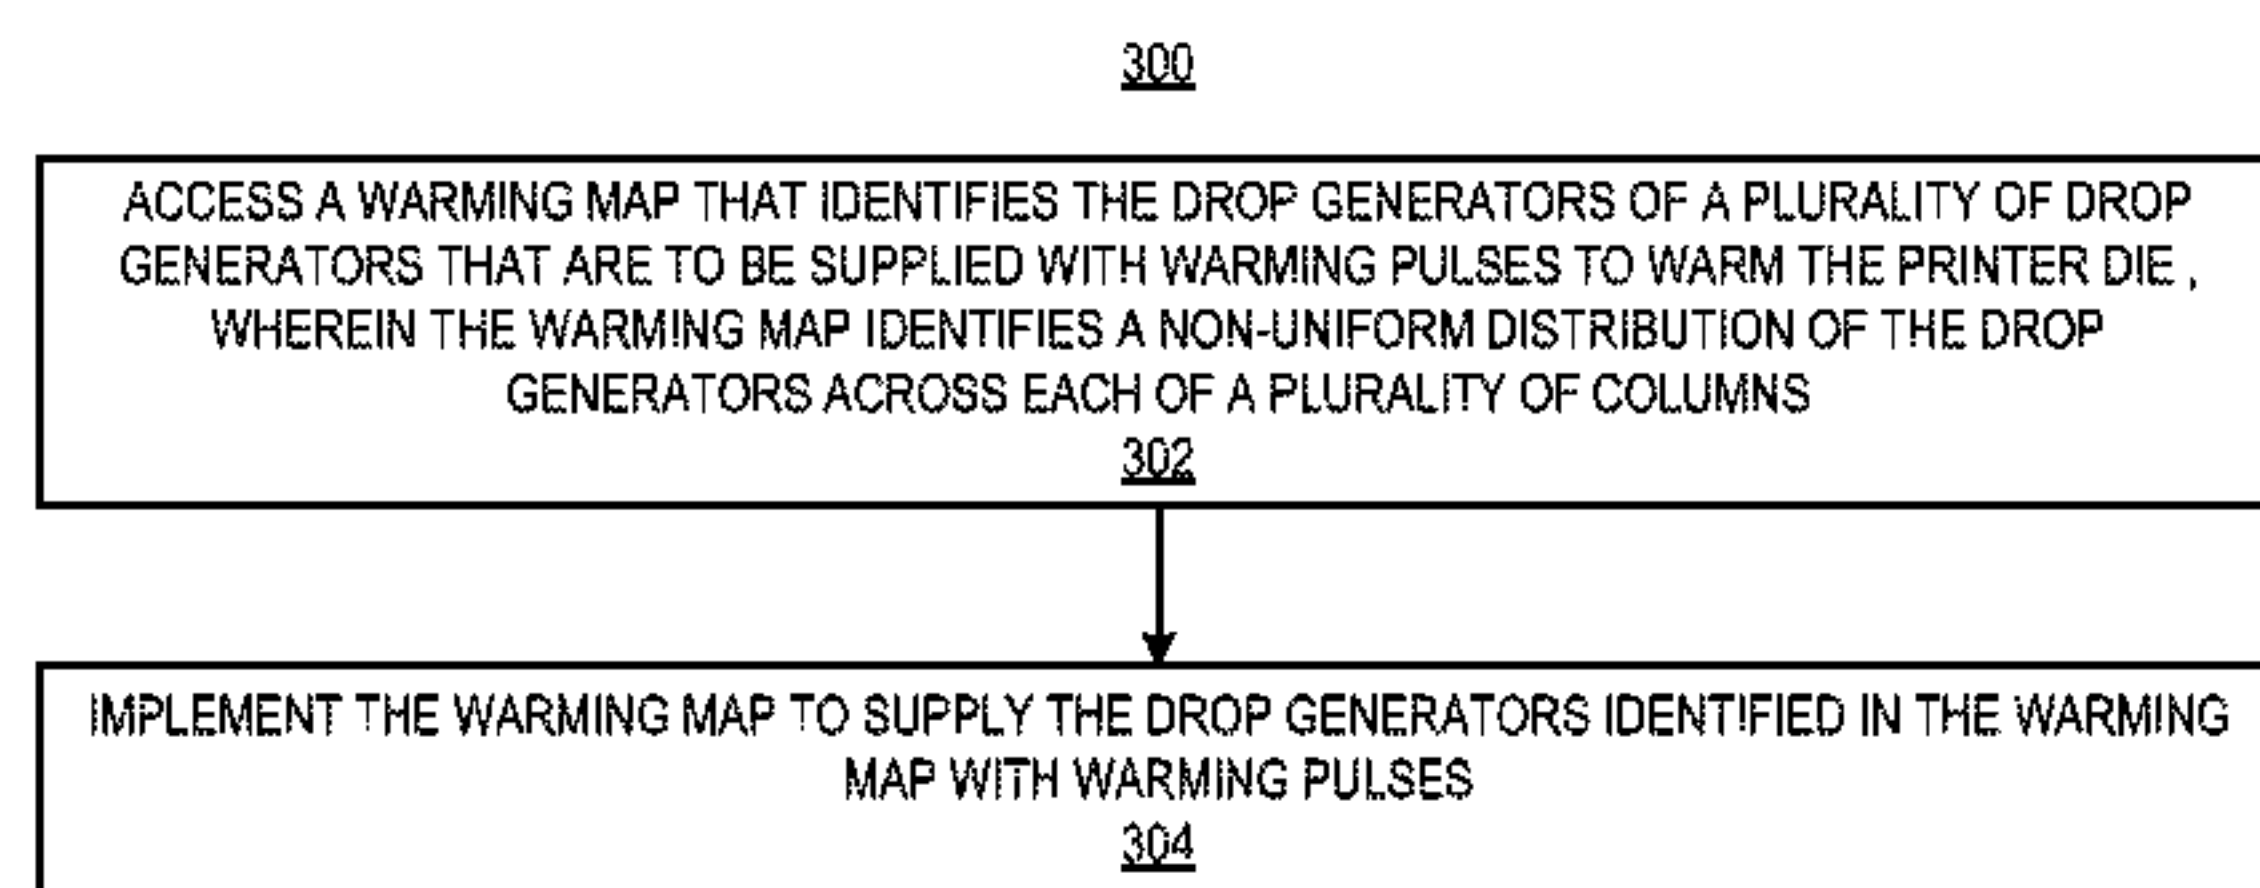 300
ACCESS A WARMING MAP THAT IDENTIFIES THE DROP GENERATORS OF A PLURALITY OF DROP
GENERATORS THAT ARE TO BE SUPPLIED WITH WARMING PULSES TO WARM THE PRINTER DIE ,
WHEREIN THE WARMING MAP IDENTIFIES A NON-UNIFORM DISTRIBUTION OF THE DROP
GENERATORS ACROSS EACH OF A PLURALITY OF COLUMNS
302
IMPLEMENT THE WARMING MAP TO SUPPLY THE DROP GENERATORS IDENTIFIED IN THE WARMING
MAP WITH WARMING PULSES
304